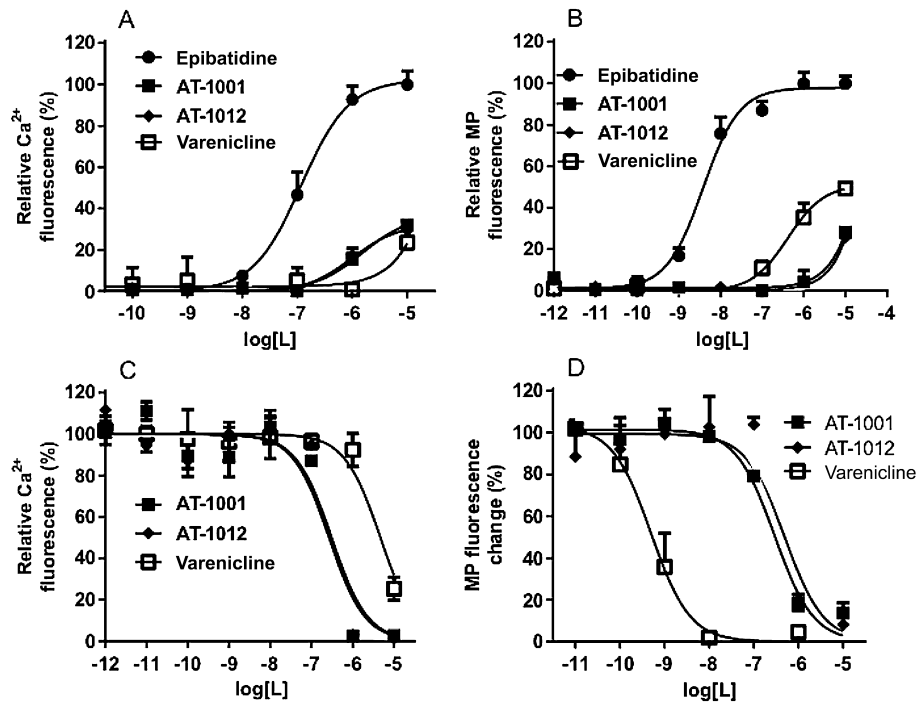 A
120
100
80
60
40
20
0
Relative Ca²⁺
fluorescence (%)
Epibatidine
AT-1001
AT-1012
Varenicline
-10 -9 -8 -7 -6 -5
log[L]
B
120
100
80
60
40
20
0
Relative MP
fluorescence (%)
Epibatidine
AT-1001
AT-1012
Varenicline
-12 -11 -10 -9 -8 -7 -6 -5 -4
log[L]
C
120
100
80
60
40
20
0
Relative Ca²⁺
fluorescence (%)
AT-1001
AT-1012
Varenicline
-12 -11 -10 -9 -8 -7 -6 -5
log[L]
D
120
100
80
60
40
20
0
MP fluorescence
change (%)
AT-1001
AT-1012
Varenicline
-11 -10 -9 -8 -7 -6 -5
log[L]